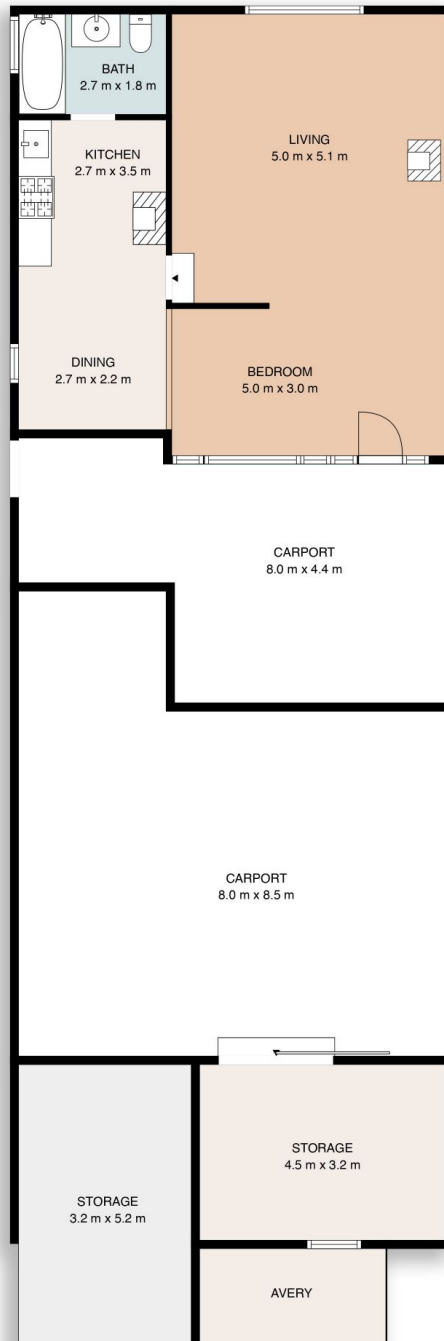 BATH
2.7 m x 1.8 m
LIVING
5.0 m x 5.1 m
KITCHEN
2.7 m x 3.5 m
DINING
2.7 m x 2.2 m
BEDROOM
5.0 m x 3.0 m
CARPORT
8.0 m x 4.4 m
CARPORT
8.0 m x 8.5 m
STORAGE
4.5 m x 3.2 m
STORAGE
3.2 m x 5.2 m
AVERY